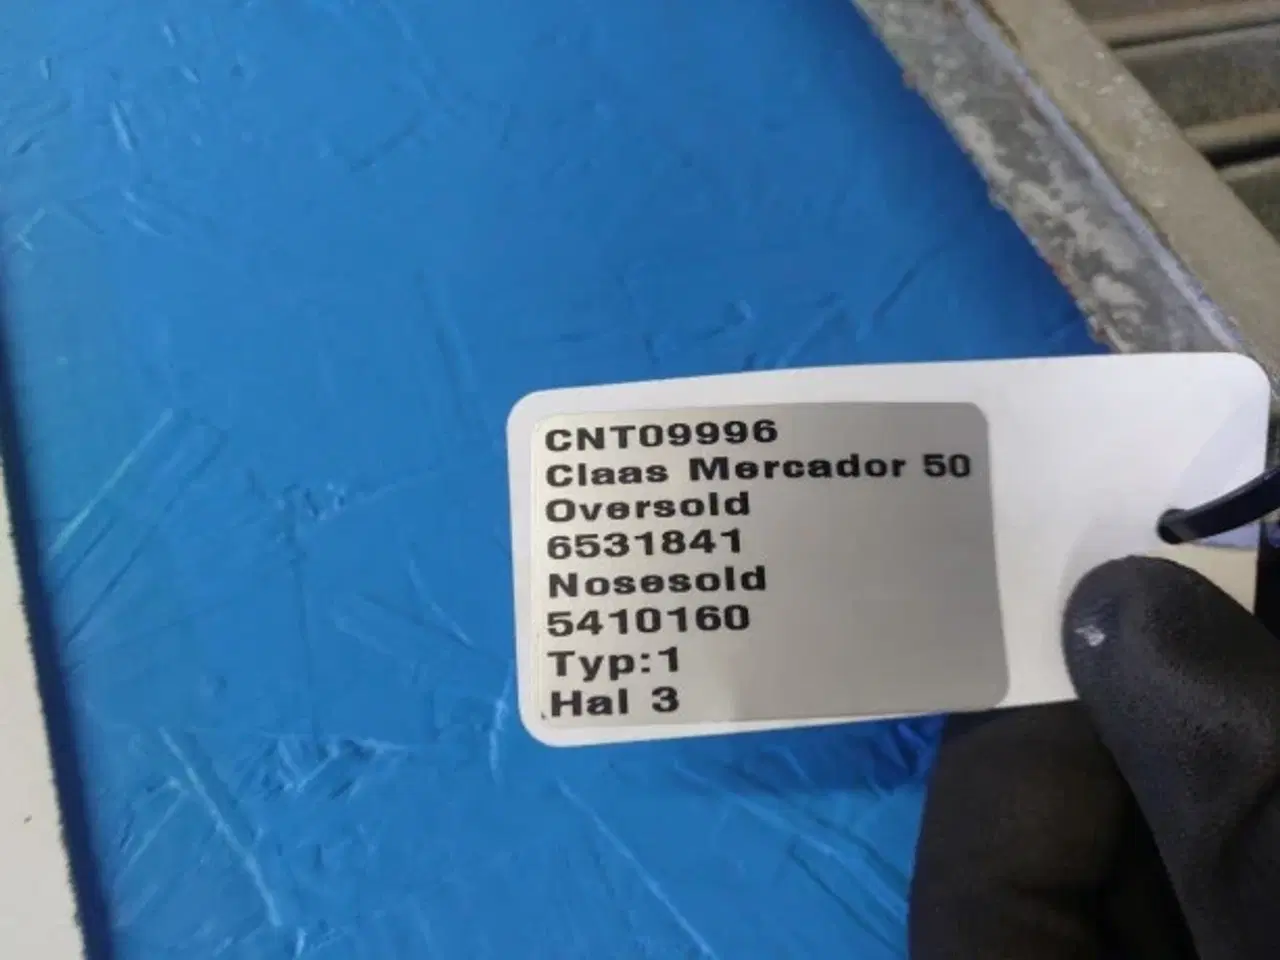 CNT09996
Claas Mercador 50
Oversold
6531841
Nosesold
5410160
Typ:1
Hal 3